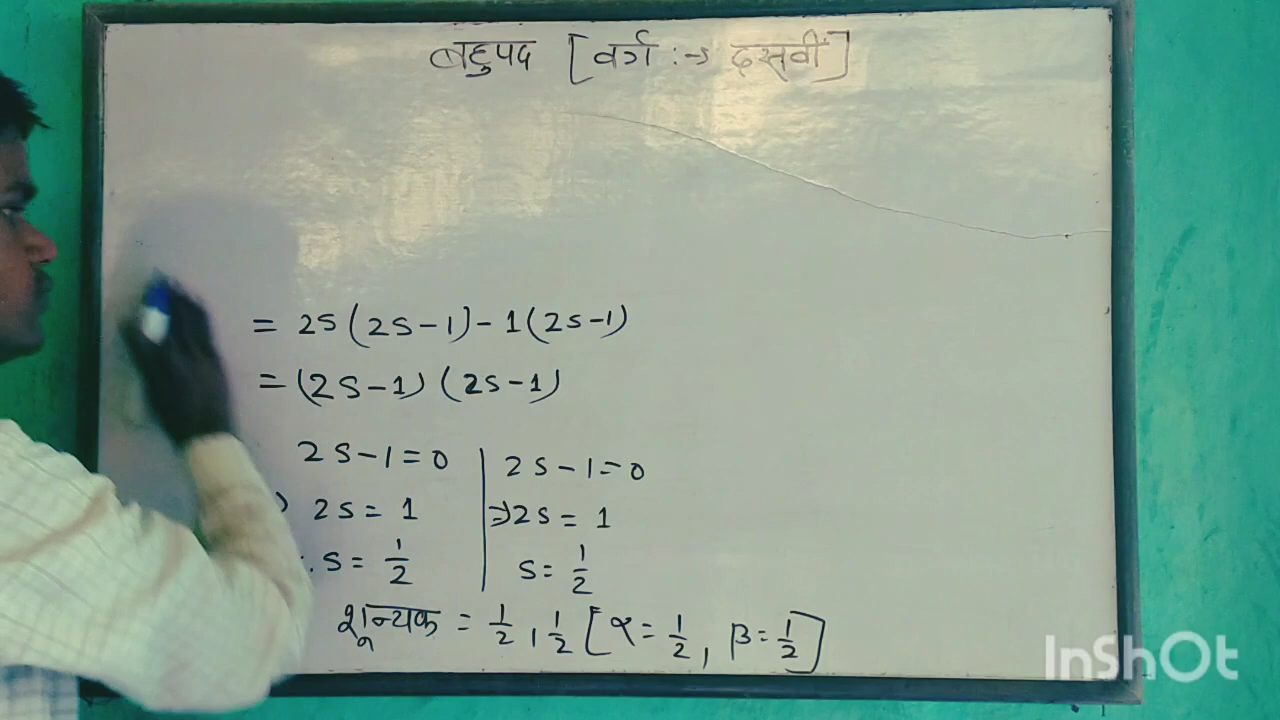 बहुपद [वर्ग :→ दसवीं]
= 2s(2s-1)-1(2s-1)
=(2s-1)(2s-1)
2s-1=0 | 2s-1=0
2s=1 | ⇒2s=1
∴ s=1/2 | s=1/2
शून्यक = 1/2, 1/2 [α=1/2, β=1/2]
InShOt